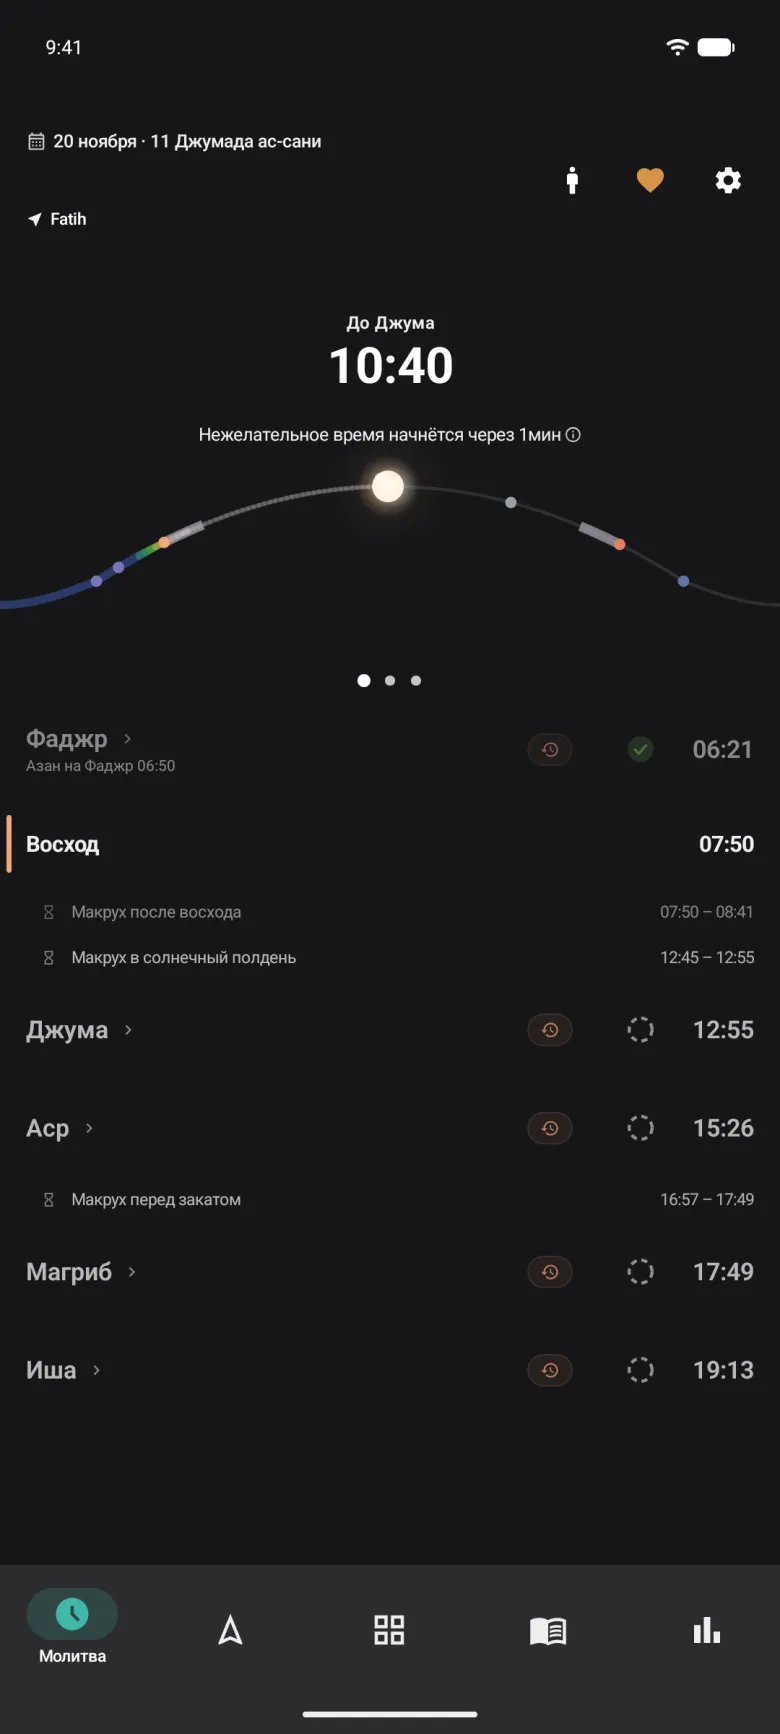 9:41
20 ноября · 11 Джумада ас-сани
Fatih
До Джума
10:40
Нежелательное время начнётся через 1мин
Фаджр
06:21
Азан на Фаджр 06:50
Восход
07:50
Макрух после восхода
07:50 – 08:41
Макрух в солнечный полдень
12:45 – 12:55
Джума
12:55
Аср
15:26
Макрух перед закатом
16:57 – 17:49
Магриб
17:49
Иша
19:13
Молитва